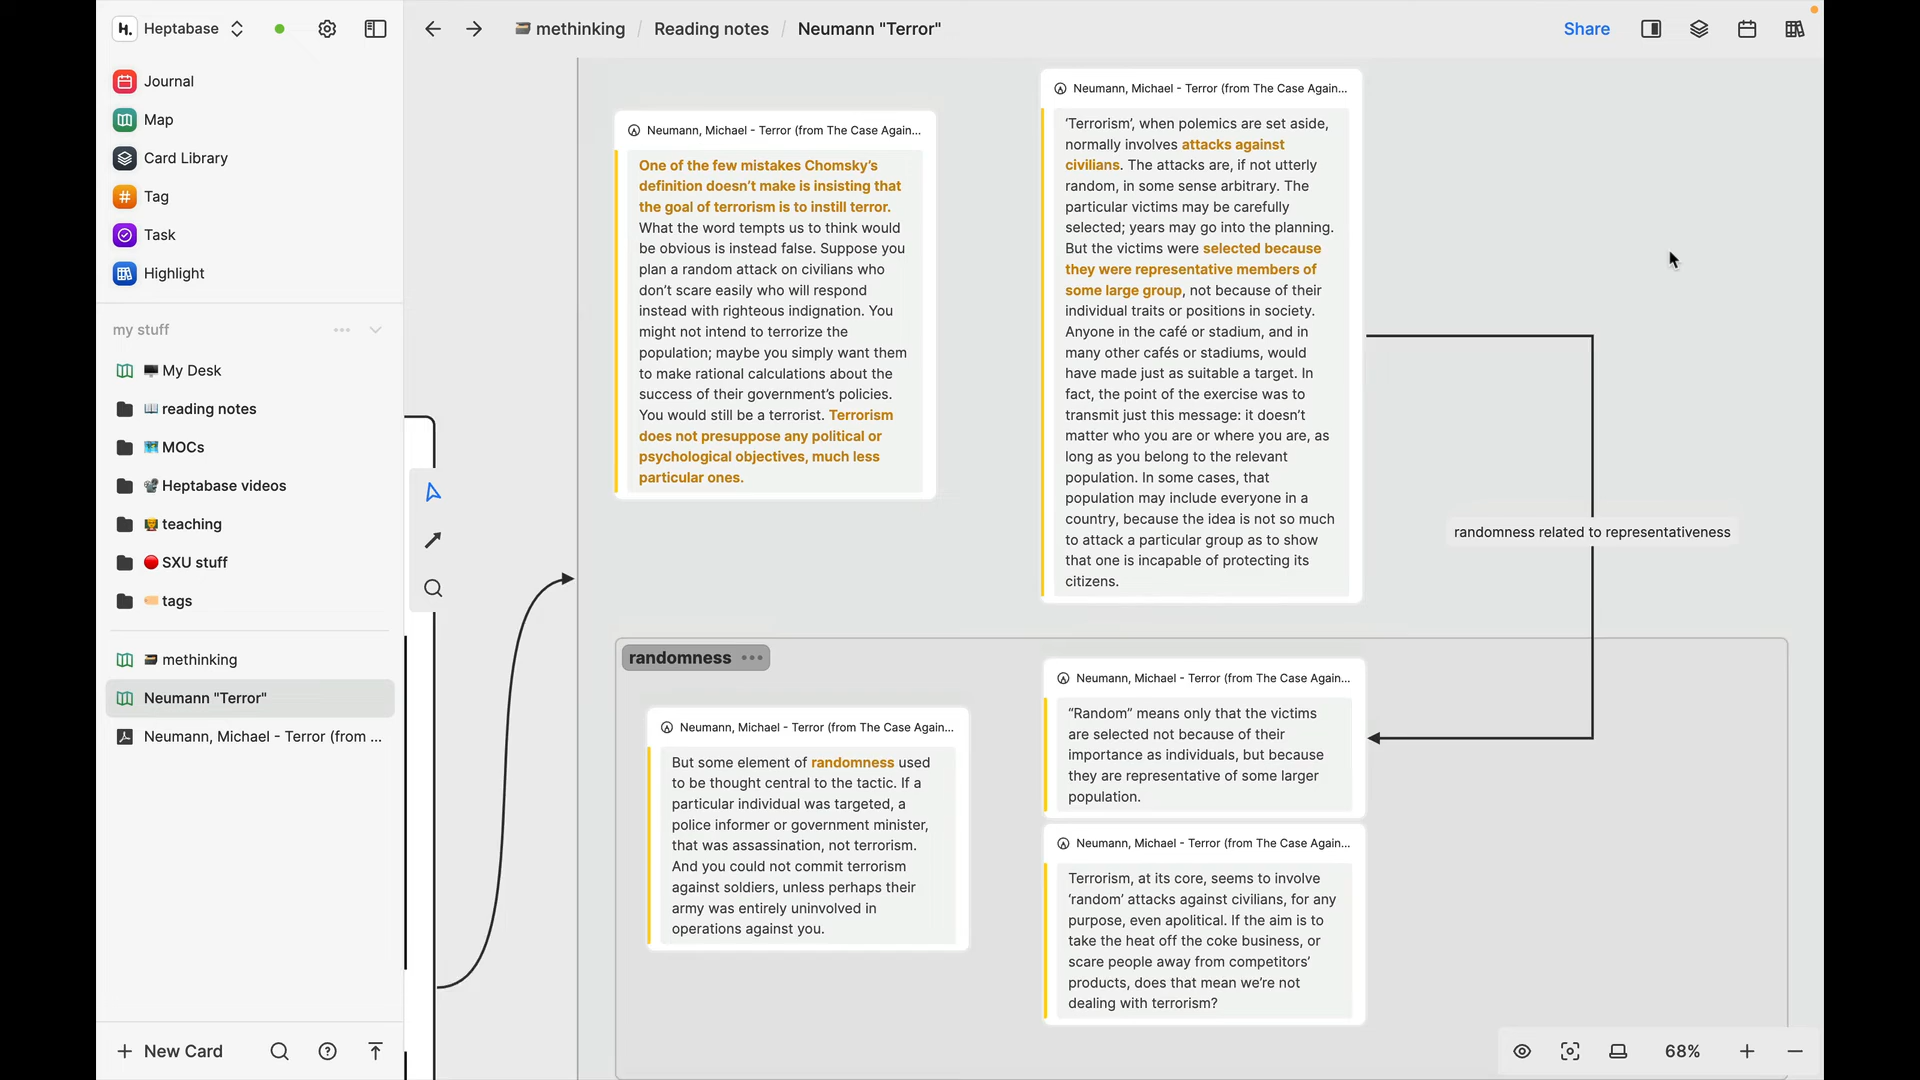 Heptabase
Journal
Map
Card Library
Tag
Task
Highlight
my stuff
My Desk
reading notes
MOCs
Heptabase videos
teaching
SXU stuff
tags
methinking
Neumann "Terror"
Neumann, Michael - Terror (from ...
New Card
methinking / Reading notes / Neumann "Terror"
Share
Neumann, Michael - Terror (from The Case Again...
One of the few mistakes Chomsky’s
definition doesn’t make is insisting that
the goal of terrorism is to instill terror.
What the word tempts us to think would
be obvious is instead false. Suppose you
plan a random attack on civilians who
don’t scare easily who will respond
instead with righteous indignation. You
might not intend to terrorize the
population; maybe you simply want them
to make rational calculations about the
success of their government’s policies.
You would still be a terrorist. Terrorism
does not presuppose any political or
psychological objectives, much less
particular ones.
Neumann, Michael - Terror (from The Case Again...
‘Terrorism’, when polemics are set aside,
normally involves attacks against
civilians. The attacks are, if not utterly
random, in some sense arbitrary. The
particular victims may be carefully
selected; years may go into the planning.
But the victims were selected because
they were representative members of
some large group, not because of their
individual traits or positions in society.
Anyone in the café or stadium, and in
many other cafés or stadiums, would
have made just as suitable a target. In
fact, the point of the exercise was to
transmit just this message: it doesn’t
matter who you are or where you are, as
long as you belong to the relevant
population. In some cases, that
population may include everyone in a
country, because the idea is not so much
to attack a particular group as to show
that one is incapable of protecting its
citizens.
randomness related to representativeness
randomness
Neumann, Michael - Terror (from The Case Again...
But some element of randomness used
to be thought central to the tactic. If a
particular individual was targeted, a
police informer or government minister,
that was assassination, not terrorism.
And you could not commit terrorism
against soldiers, unless perhaps their
army was entirely uninvolved in
operations against you.
Neumann, Michael - Terror (from The Case Again...
“Random” means only that the victims
are selected not because of their
importance as individuals, but because
they are representative of some larger
population.
Neumann, Michael - Terror (from The Case Again...
Terrorism, at its core, seems to involve
‘random’ attacks against civilians, for any
purpose, even apolitical. If the aim is to
take the heat off the coke business, or
scare people away from competitors’
products, does that mean we’re not
dealing with terrorism?
68%